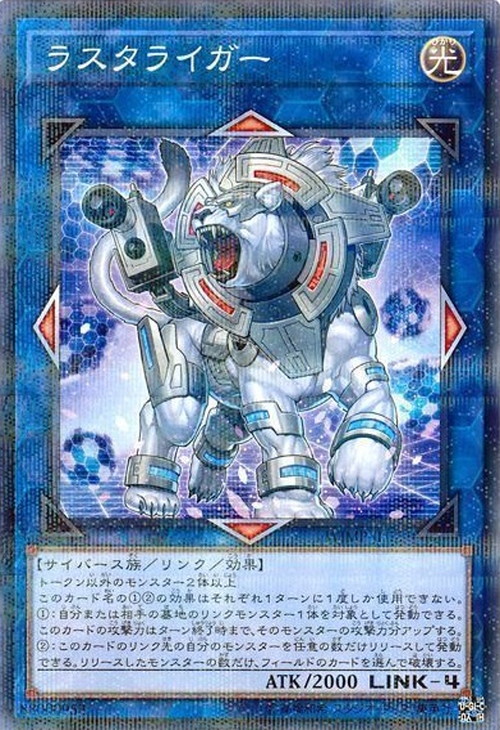 ラスタライガー
ひかり
光
【サイバース族／リンク／効果】
トークン以外のモンスター2体以上
このカード名の①②の効果はそれぞれ1ターンに1度しか使用できない。
①：自分または相手の墓地のリンクモンスター1体を対象として発動できる。
このカードの攻撃力はターン終了時まで、そのモンスターの攻撃力分アップする。
②：このカードのリンク先の自分のモンスターを任意の数だけリリースして発動
できる。リリースしたモンスターの数だけ、フィールドのカードを選んで破壊する。
ATK/2000 LINK-4